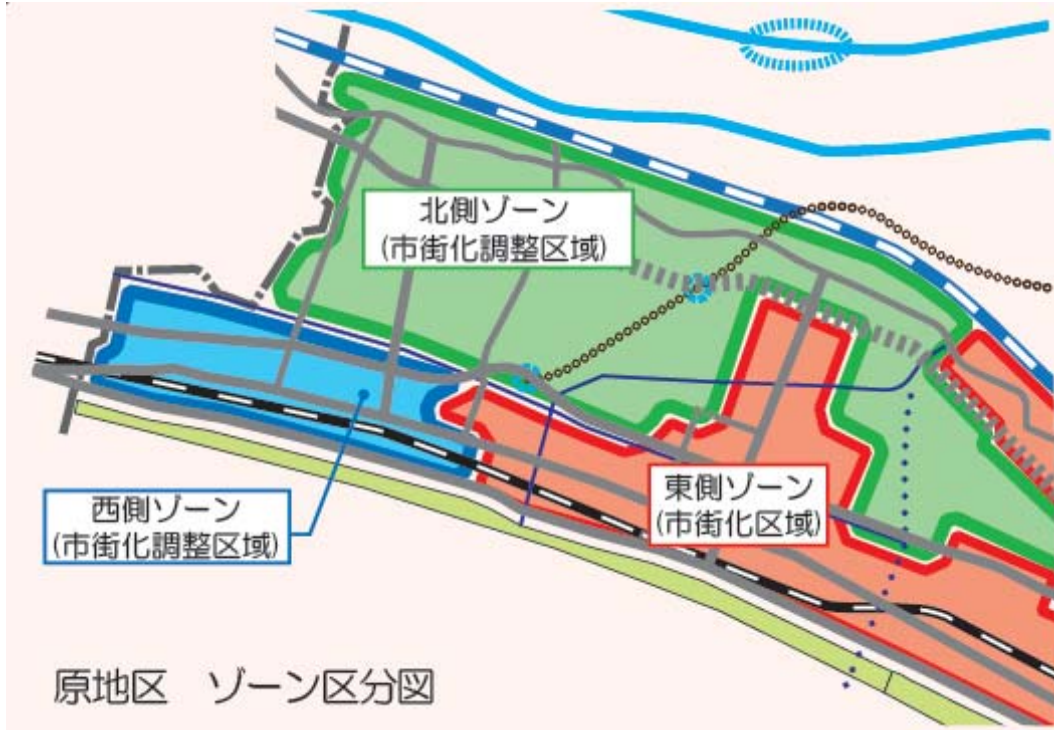 北側ゾーン
(市街化調整区域)
西側ゾーン
(市街化調整区域)
東側ゾーン
(市街化区域)
原地区　ゾーン区分図